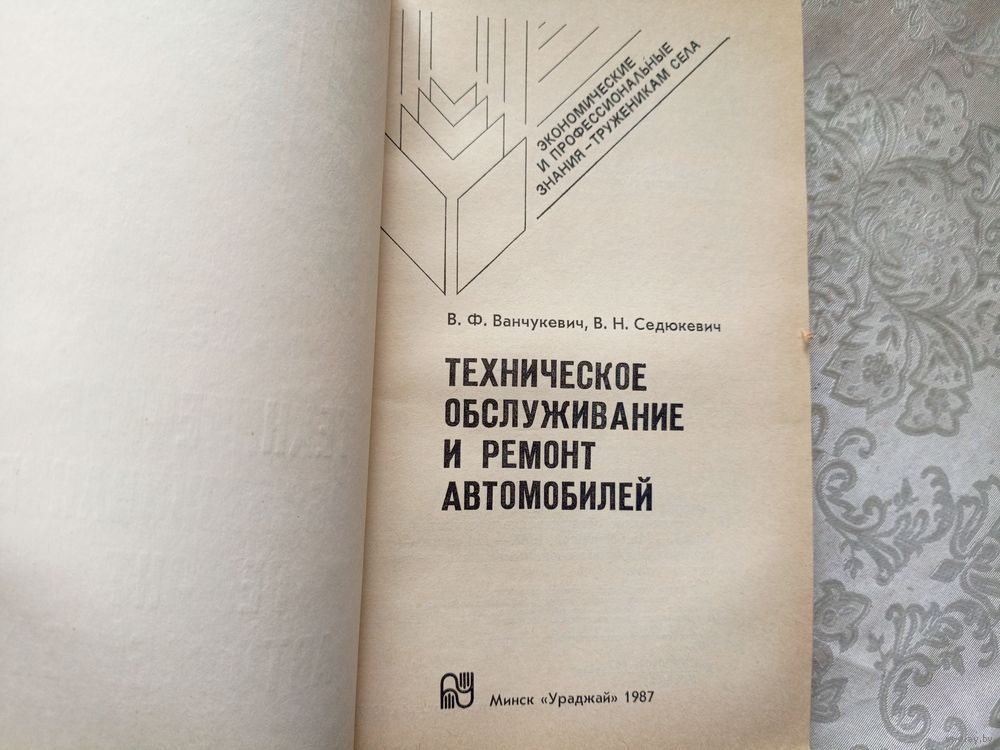 ЭКОНОМИЧЕСКИЕ
И ПРОФЕССИОНАЛЬНЫЕ
ЗНАНИЯ – ТРУЖЕНИКАМ СЕЛА
В. Ф. Ванчукевич, В. Н. Седюкевич
ТЕХНИЧЕСКОЕ
ОБСЛУЖИВАНИЕ
И РЕМОНТ
АВТОМОБИЛЕЙ
Минск «Ураджай» 1987